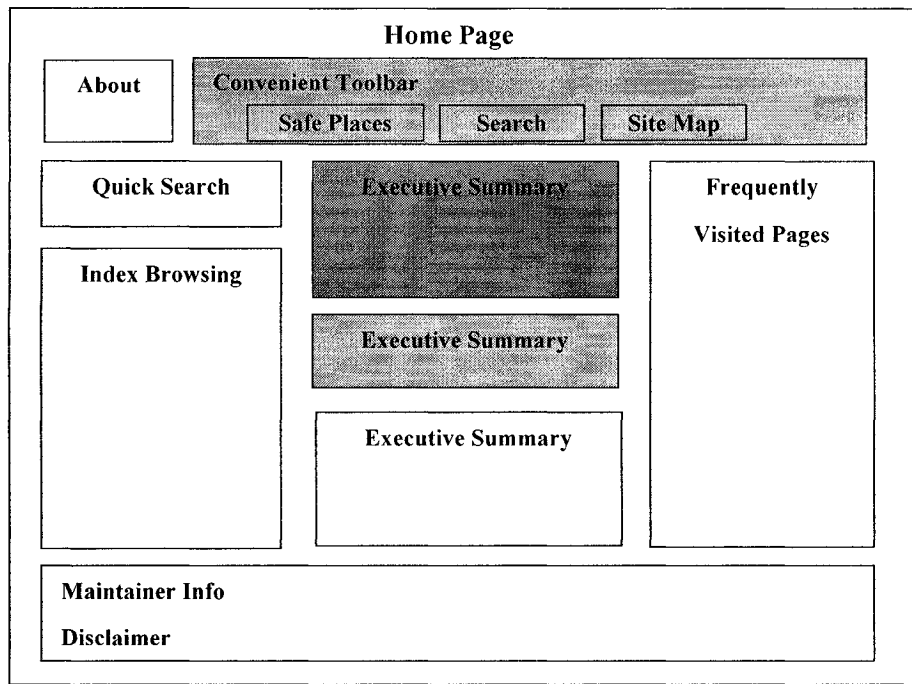 Home Page
About
Convenient Toolbar
Safe Places
Search
Site Map
Quick Search
Index Browsing
Executive Summary
Executive Summary
Executive Summary
Frequently
Visited Pages
Maintainer Info
Disclaimer